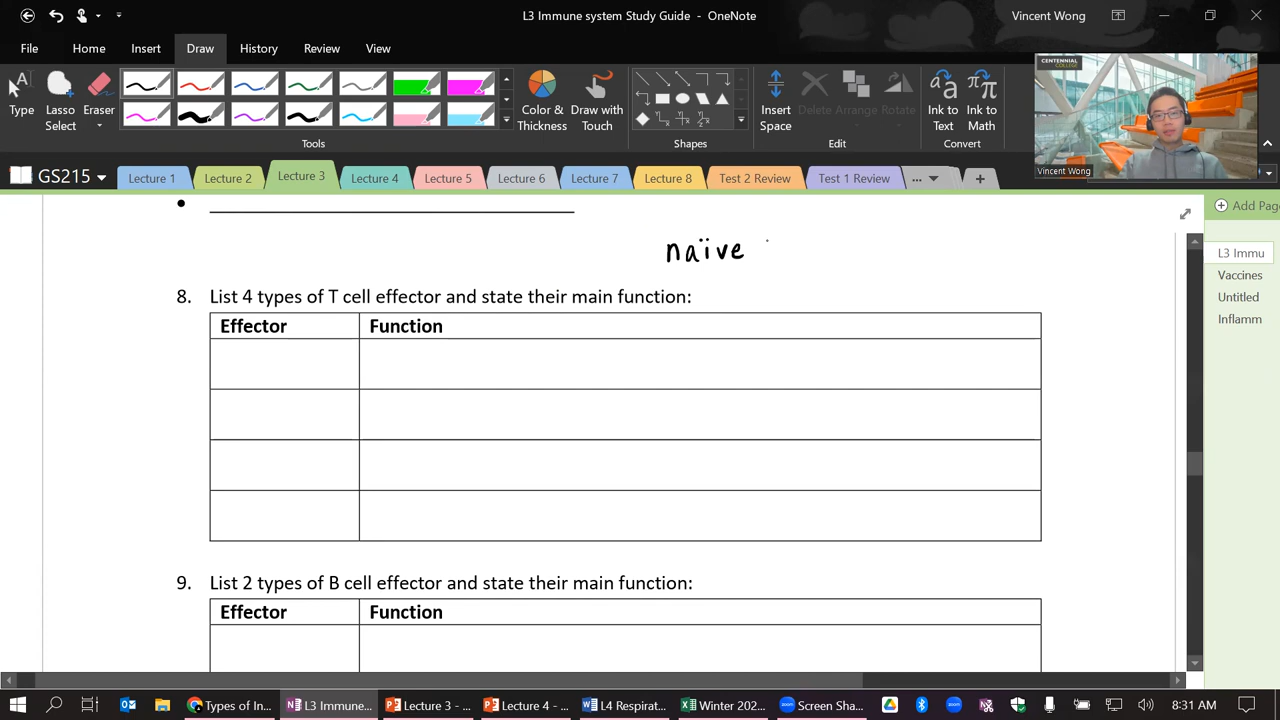 L3 Immune system Study Guide - OneNote
Vincent Wong
File
Home
Insert
Draw
History
Review
View
Type
Lasso Select
Eraser
Color & Thickness
Draw with Touch
Insert Space
Delete
Arrange
Rotate
Ink to Text
Ink to Math
Tools
Shapes
Edit
Convert
CENTENNIAL COLLEGE
Vincent Wong
GS215
Lecture 1
Lecture 2
Lecture 3
Lecture 4
Lecture 5
Lecture 6
Lecture 7
Lecture 8
Test 2 Review
Test 1 Review
Add Pag
L3 Immu
Vaccines
Untitled
Inflamm
naïve
8. List 4 types of T cell effector and state their main function:
Effector Function
9. List 2 types of B cell effector and state their main function:
Effector Function
Types of In...
L3 Immune...
Lecture 3 - ...
Lecture 4 - ...
L4 Respirat...
Winter 202...
Screen Sha...
8:31 AM